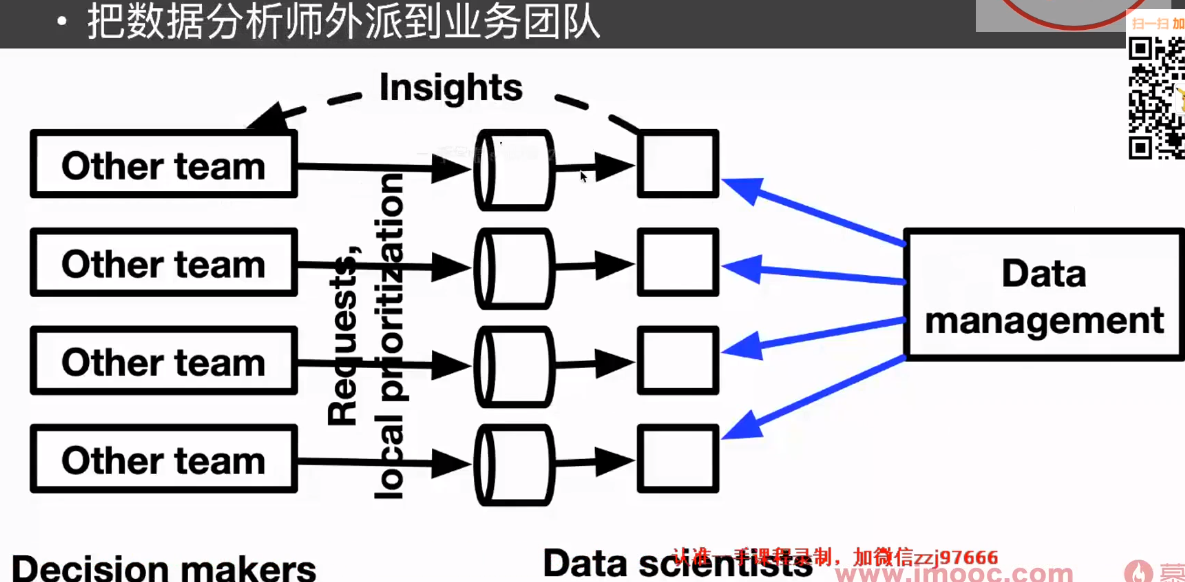 • 把数据分析师外派到业务团队
扫一扫 加
Insights
Other team
Other team
Other team
Other team
Requests,
local prioritization
Data
management
Decision makers
Data scientists
认准一手课程录制，加微信zzj97666
www.imooc.com
慕